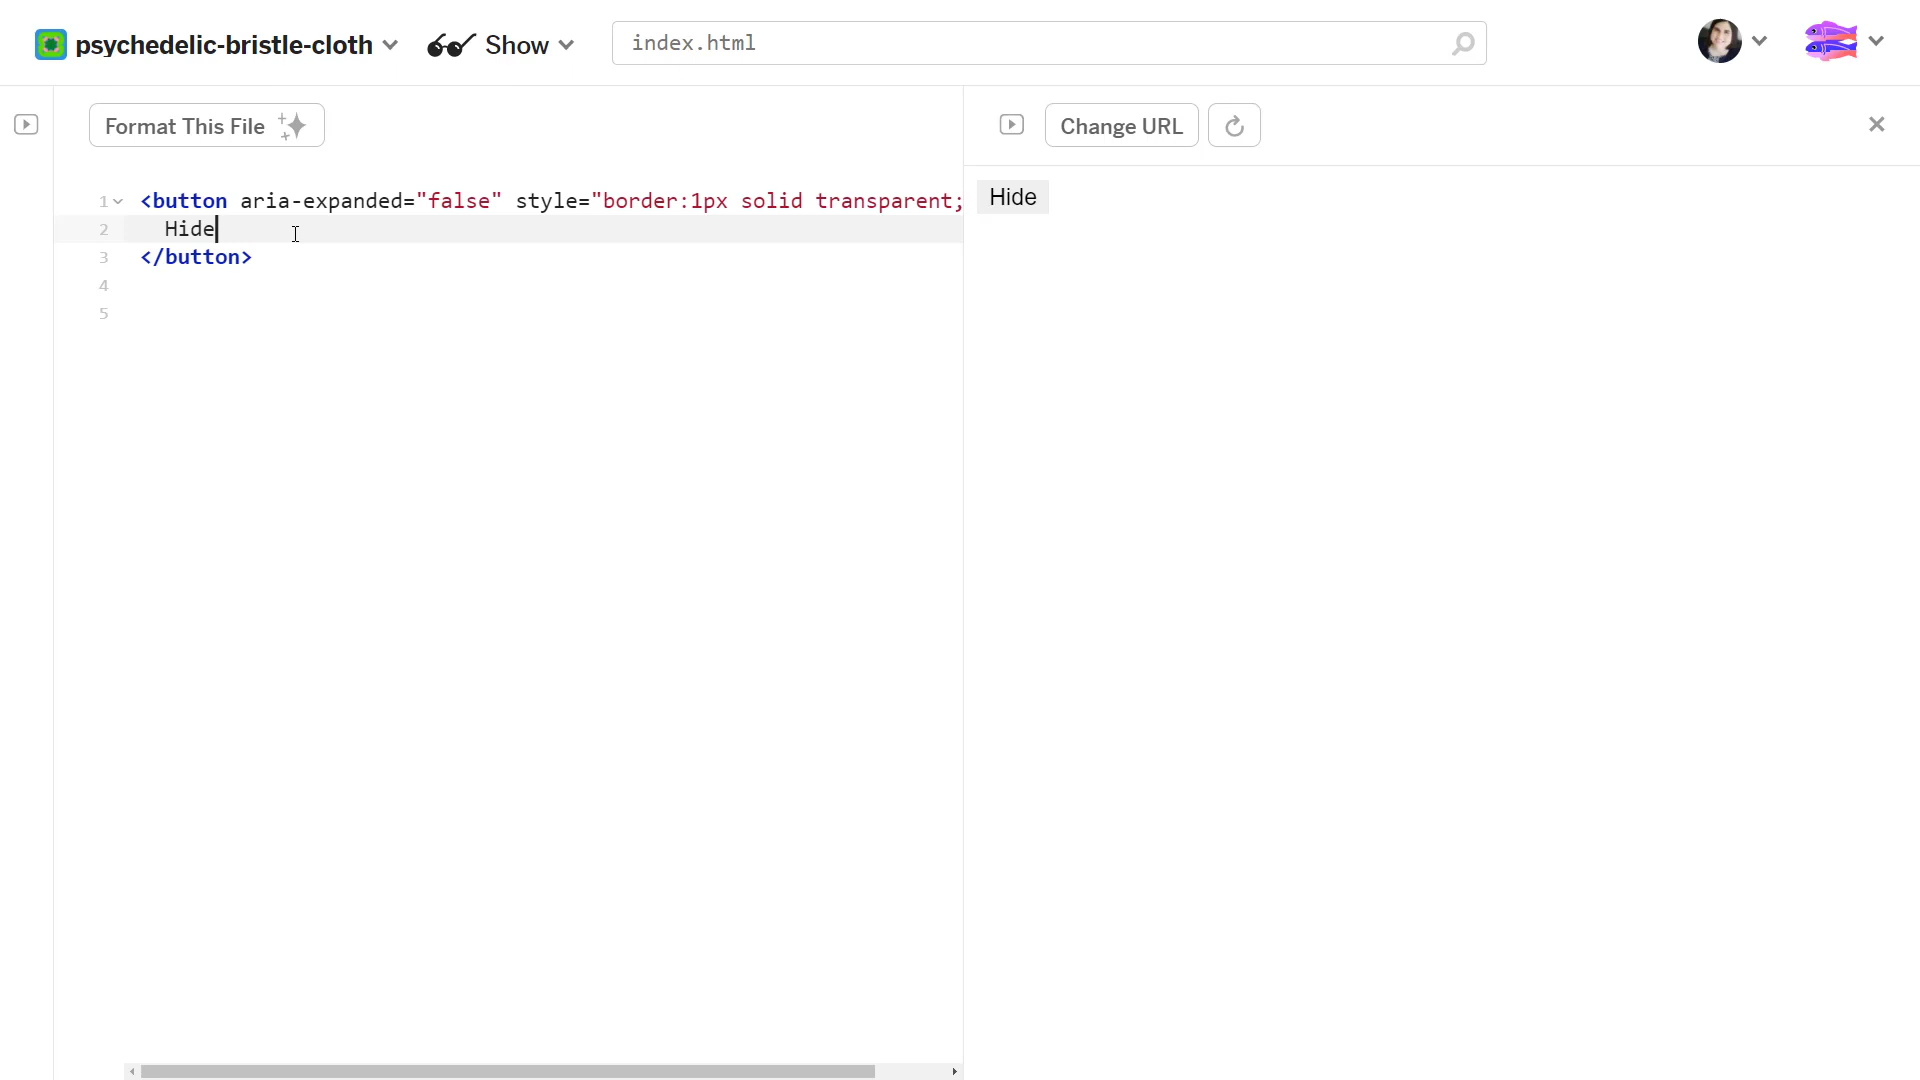 psychedelic-bristle-cloth Show index.html
Format This File Change URL
1 <button aria-expanded="false" style="border:1px solid transparent;
2 Hide
3 </button>
4
5
Hide